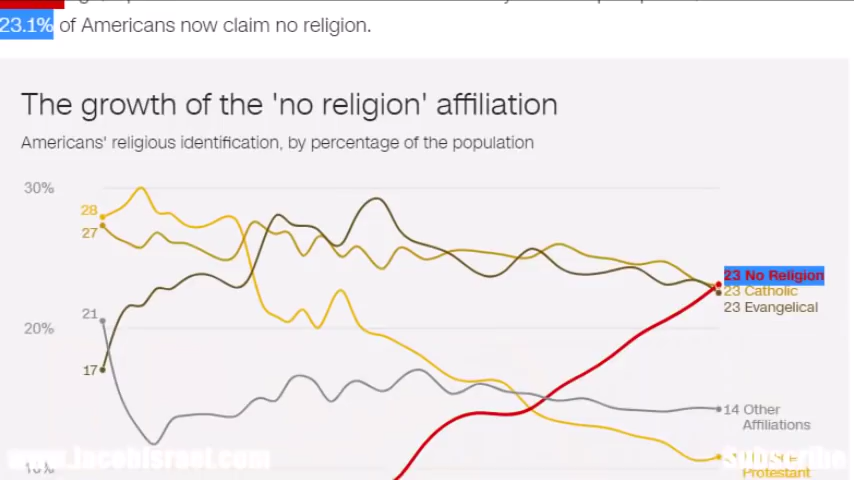 23.1% of Americans now claim no religion.
The growth of the 'no religion' affiliation
Americans' religious identification, by percentage of the population
30%
28
27
21
20%
17
10%
23 No Religion
23 Catholic
23 Evangelical
14 Other
Affiliations
Protestant
www.JacobIsrael.com
Subscribe